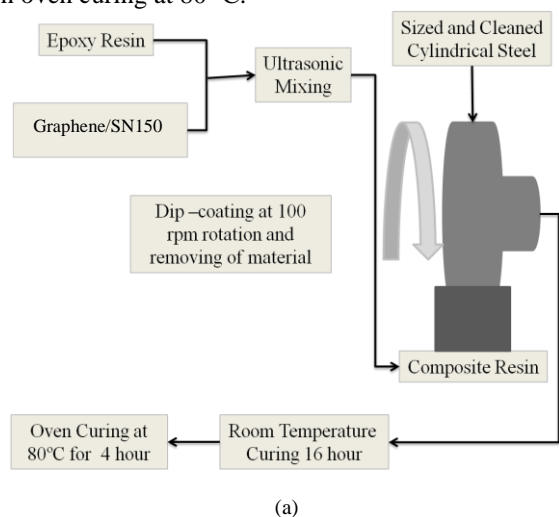 n oven curing at 80°C.
Epoxy Resin
Graphene/SN150
Ultrasonic
Mixing
Sized and Cleaned
Cylindrical Steel
Dip –coating at 100
rpm rotation and
removing of material
Composite Resin
Room Temperature
Curing 16 hour
Oven Curing at
80°C for 4 hour
(a)